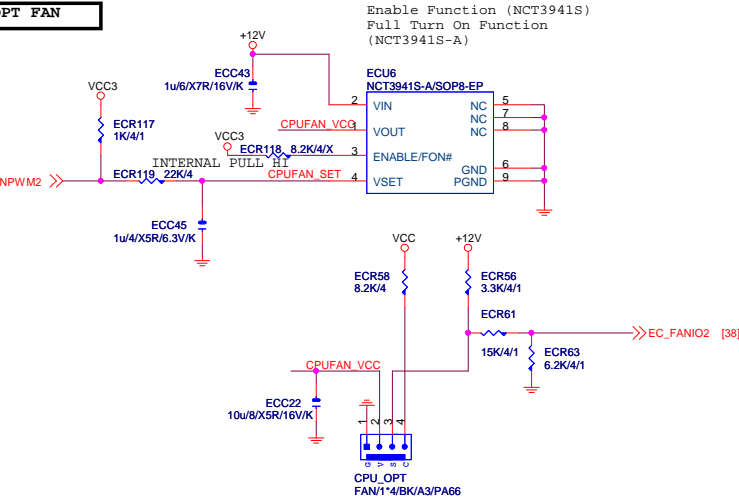 OPT FAN
Enable Function (NCT3941S)
Full Turn On Function
(NCT3941S-A)
+12V
ECC43
1u/6/X7R/16V/K
ECU6
NCT3941S-A/SOP8-EP
VCC3
2
VIN
NC
5
NC
7
ECR117
1K/4/1
CPUFAN_VCC
1
VOUT
NC
8
VCC3
ECR118
8.2K/4/X
3
ENABLE/FON#
INTERNAL PULL HI
GND
6
NPWM2
ECR119
22K/4
CPUFAN_SET
4
VSET
PGND
9
ECC45
1u/4/X5R/6.3V/K
VCC
+12V
ECR58
8.2K/4
ECR56
3.3K/4/1
ECR61
EC_FANIO2
[38]
15K/4/1
ECR63
6.2K/4/1
CPUFAN_VCC
ECC22
10u/8/X5R/16V/K
1
2
3
4
G
V
S
C
CPU_OPT
FAN/1*4/BK/A3/PA66